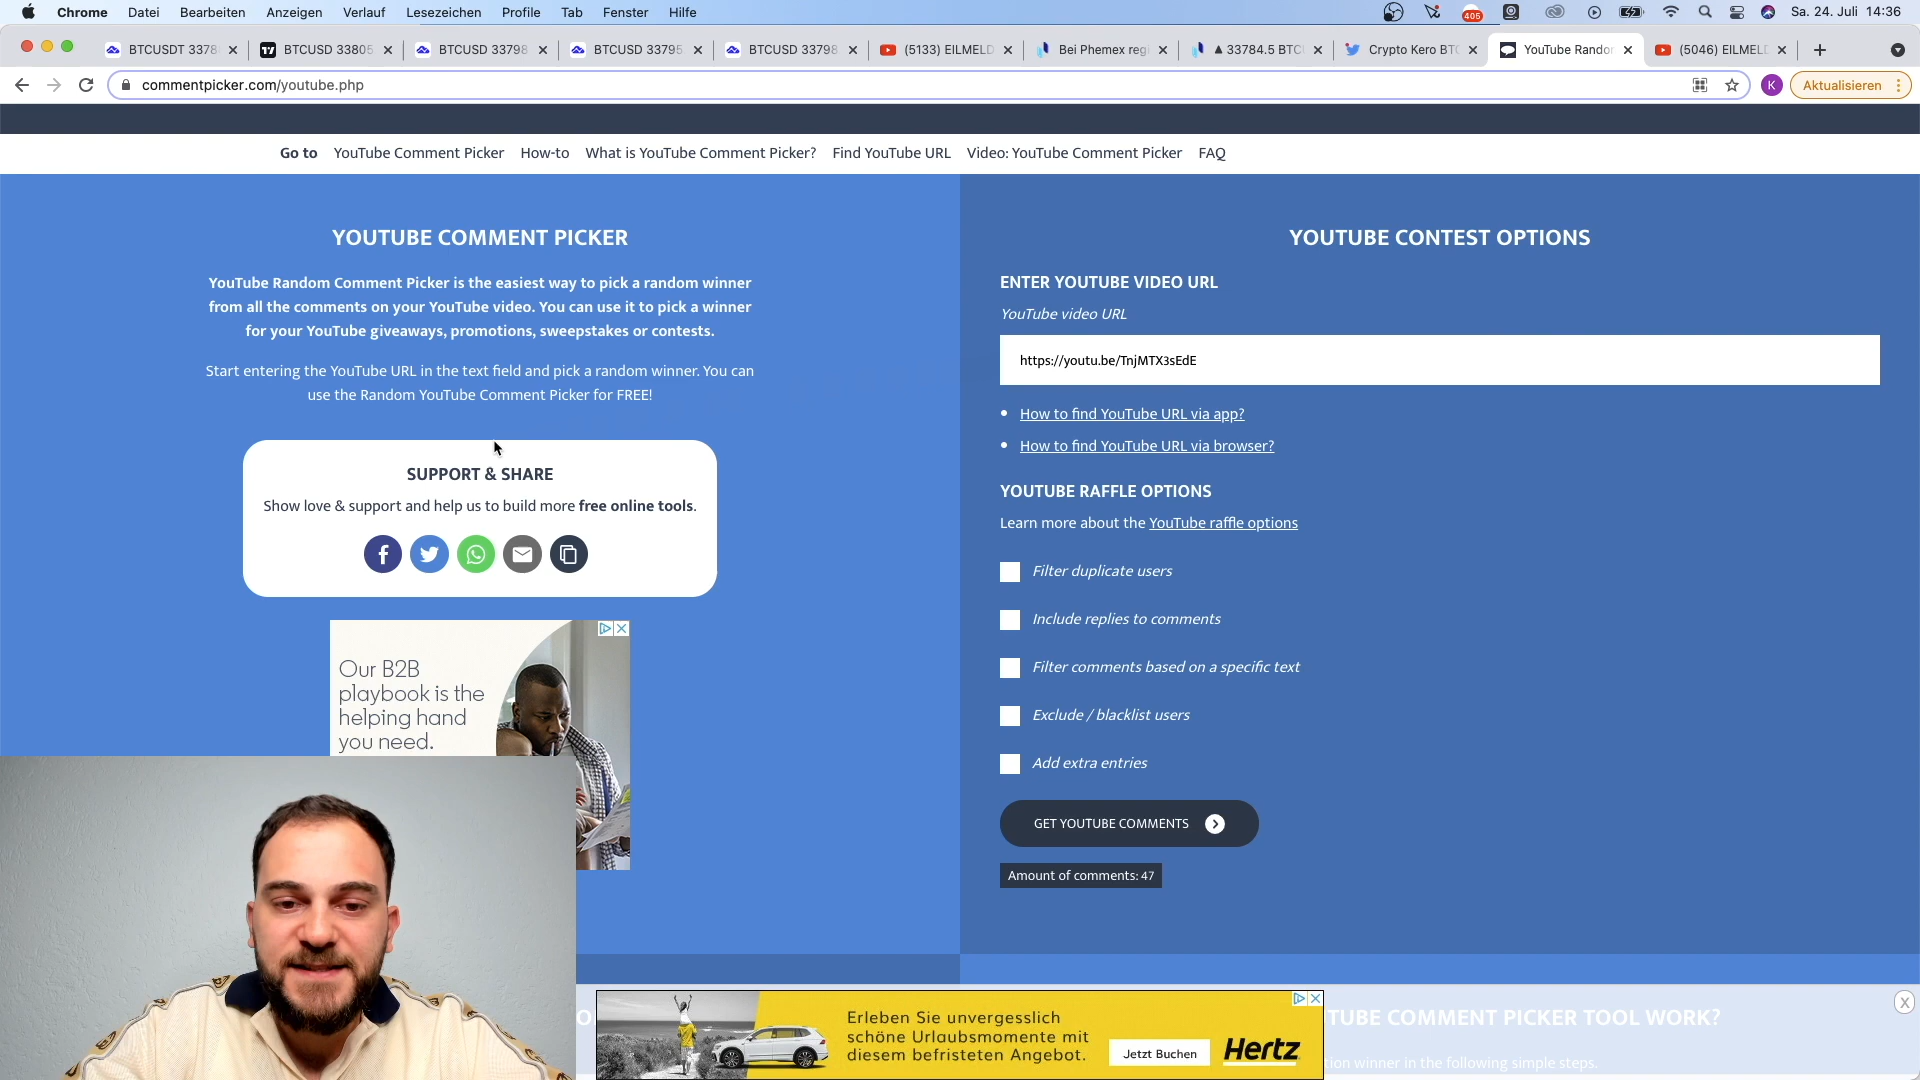 Chrome Datei Bearbeiten Anzeigen Verlauf Lesezeichen Profile Tab Fenster Hilfe 405 Sa. 24. Juli 14:36
BTCUSDT 3378 BTCUSD 33805 BTCUSD 33798 BTCUSD 33795 BTCUSD 33798 (5133) EILMELD Bei Phemex reg 33784.5 BTC Crypto Kero BTC YouTube Rando (5046) EILMELD
commentpicker.com/youtube.php K Aktualisieren
Go to YouTube Comment Picker How-to What is YouTube Comment Picker? Find YouTube URL Video: YouTube Comment Picker FAQ
YOUTUBE COMMENT PICKER
YouTube Random Comment Picker is the easiest way to pick a random winner
from all the comments on your YouTube video. You can use it to pick a winner
for your YouTube giveaways, promotions, sweepstakes or contests.
Start entering the YouTube URL in the text field and pick a random winner. You can
use the Random YouTube Comment Picker for FREE!
SUPPORT & SHARE
Show love & support and help us to build more free online tools.
Our B2B
playbook is the
helping hand
you need.
YOUTUBE CONTEST OPTIONS
ENTER YOUTUBE VIDEO URL
YouTube video URL
https://youtu.be/TnjMTX3sEdE
How to find YouTube URL via app?
How to find YouTube URL via browser?
YOUTUBE RAFFLE OPTIONS
Learn more about the YouTube raffle options
Filter duplicate users
Include replies to comments
Filter comments based on a specific text
Exclude / blacklist users
Add extra entries
GET YOUTUBE COMMENTS
Amount of comments: 47
Erleben Sie unvergesslich
schöne Urlaubsmomente mit
diesem befristeten Angebot.
Jetzt Buchen
Hertz
X
TUBE COMMENT PICKER TOOL WORK?
tion winner in the following simple steps.